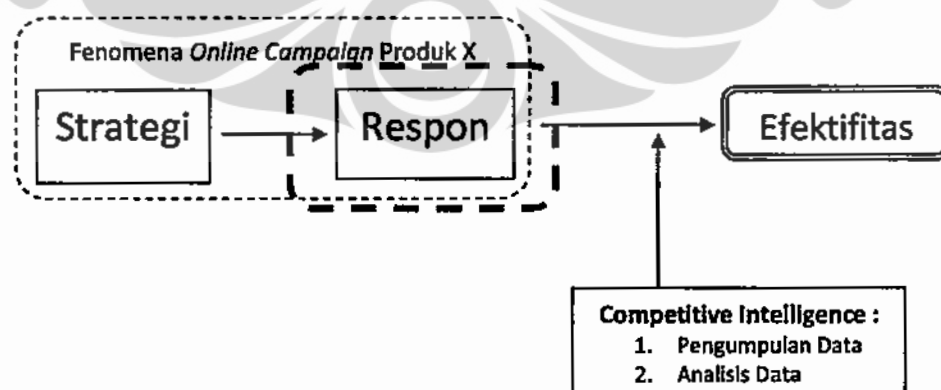 Fenomena Online Campaign Produk X
Strategi
Respon
Efektifitas
Competitive Intelligence :
1. Pengumpulan Data
2. Analisis Data